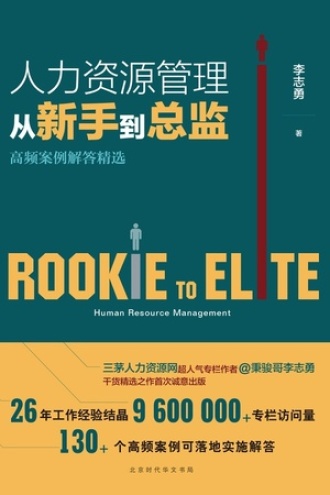 人力资源管理
从新手到总监
高频案例解答精选
李志勇
著
ROOKIE TO ELITE
Human Resource Management
三茅人力资源网超人气专栏作者@秉骏哥李志勇
干货精选之作首次诚意出版
26年工作经验结晶 9 600 000+专栏访问量
130+ 个高频案例可落地实施解答
北京时代华文书局